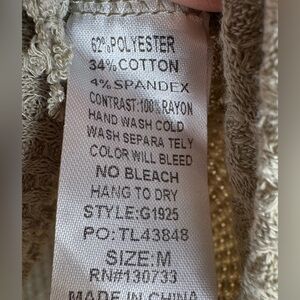 62%POLYESTER
34%COTTON
4%SPANDEX
CONTRAST:100%RAYON
HAND WASH COLD
WASH SEPARA TELY
COLOR WILL BLEED
NO BLEACH
HANG TO DRY
STYLE:G1925
PO:TL43848
SIZE:M
RN#130733
MADE IN CHINA